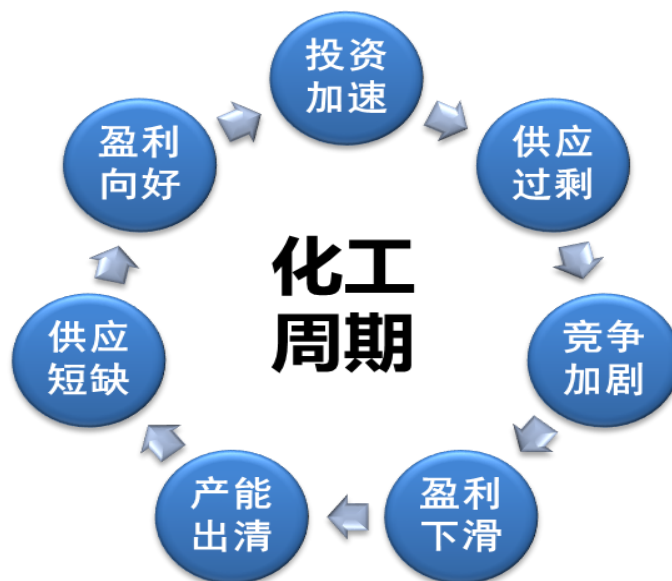 投资
加速
供应
过剩
竞争
加剧
盈利
下滑
产能
出清
供应
短缺
盈利
向好
化工
周期